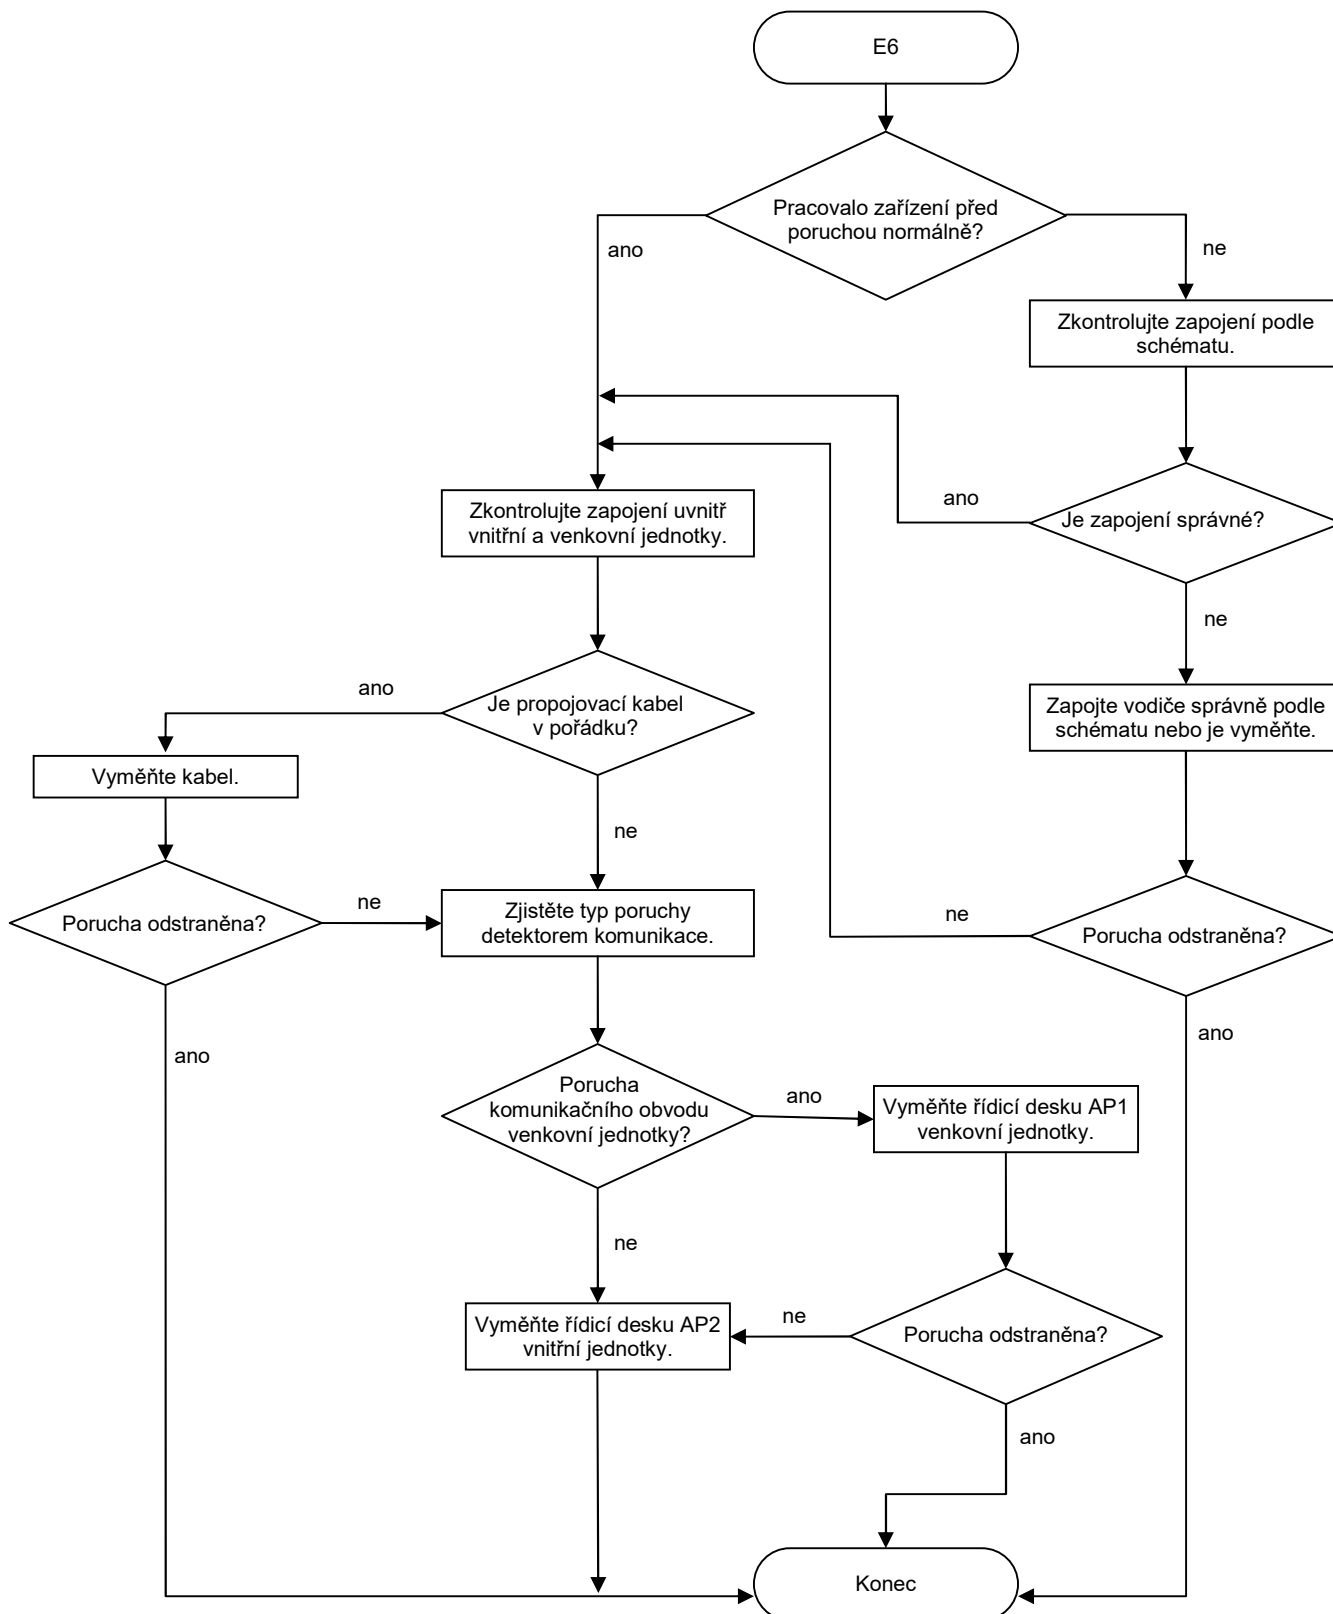 E6
Pracovalo zařízení před
poruchou normálně?
ano
ne
Zkontrolujte zapojení podle
schématu.
ano
Je zapojení správné?
Zkontrolujte zapojení uvnitř
vnitřní a venkovní jednotky.
ne
ano
Je propojovací kabel
v pořádku?
Zapojte vodiče správně podle
schématu nebo je vyměňte.
Vyměňte kabel.
ne
Porucha odstraněna?
ne
Zjistěte typ poruchy
detektorem komunikace.
ne
Porucha odstraněna?
ano
ano
Porucha
komunikačního obvodu
venkovní jednotky?
ano
Vyměňte řídicí desku AP1
venkovní jednotky.
ne
Vyměňte řídicí desku AP2
vnitřní jednotky.
ne
Porucha odstraněna?
ano
Konec